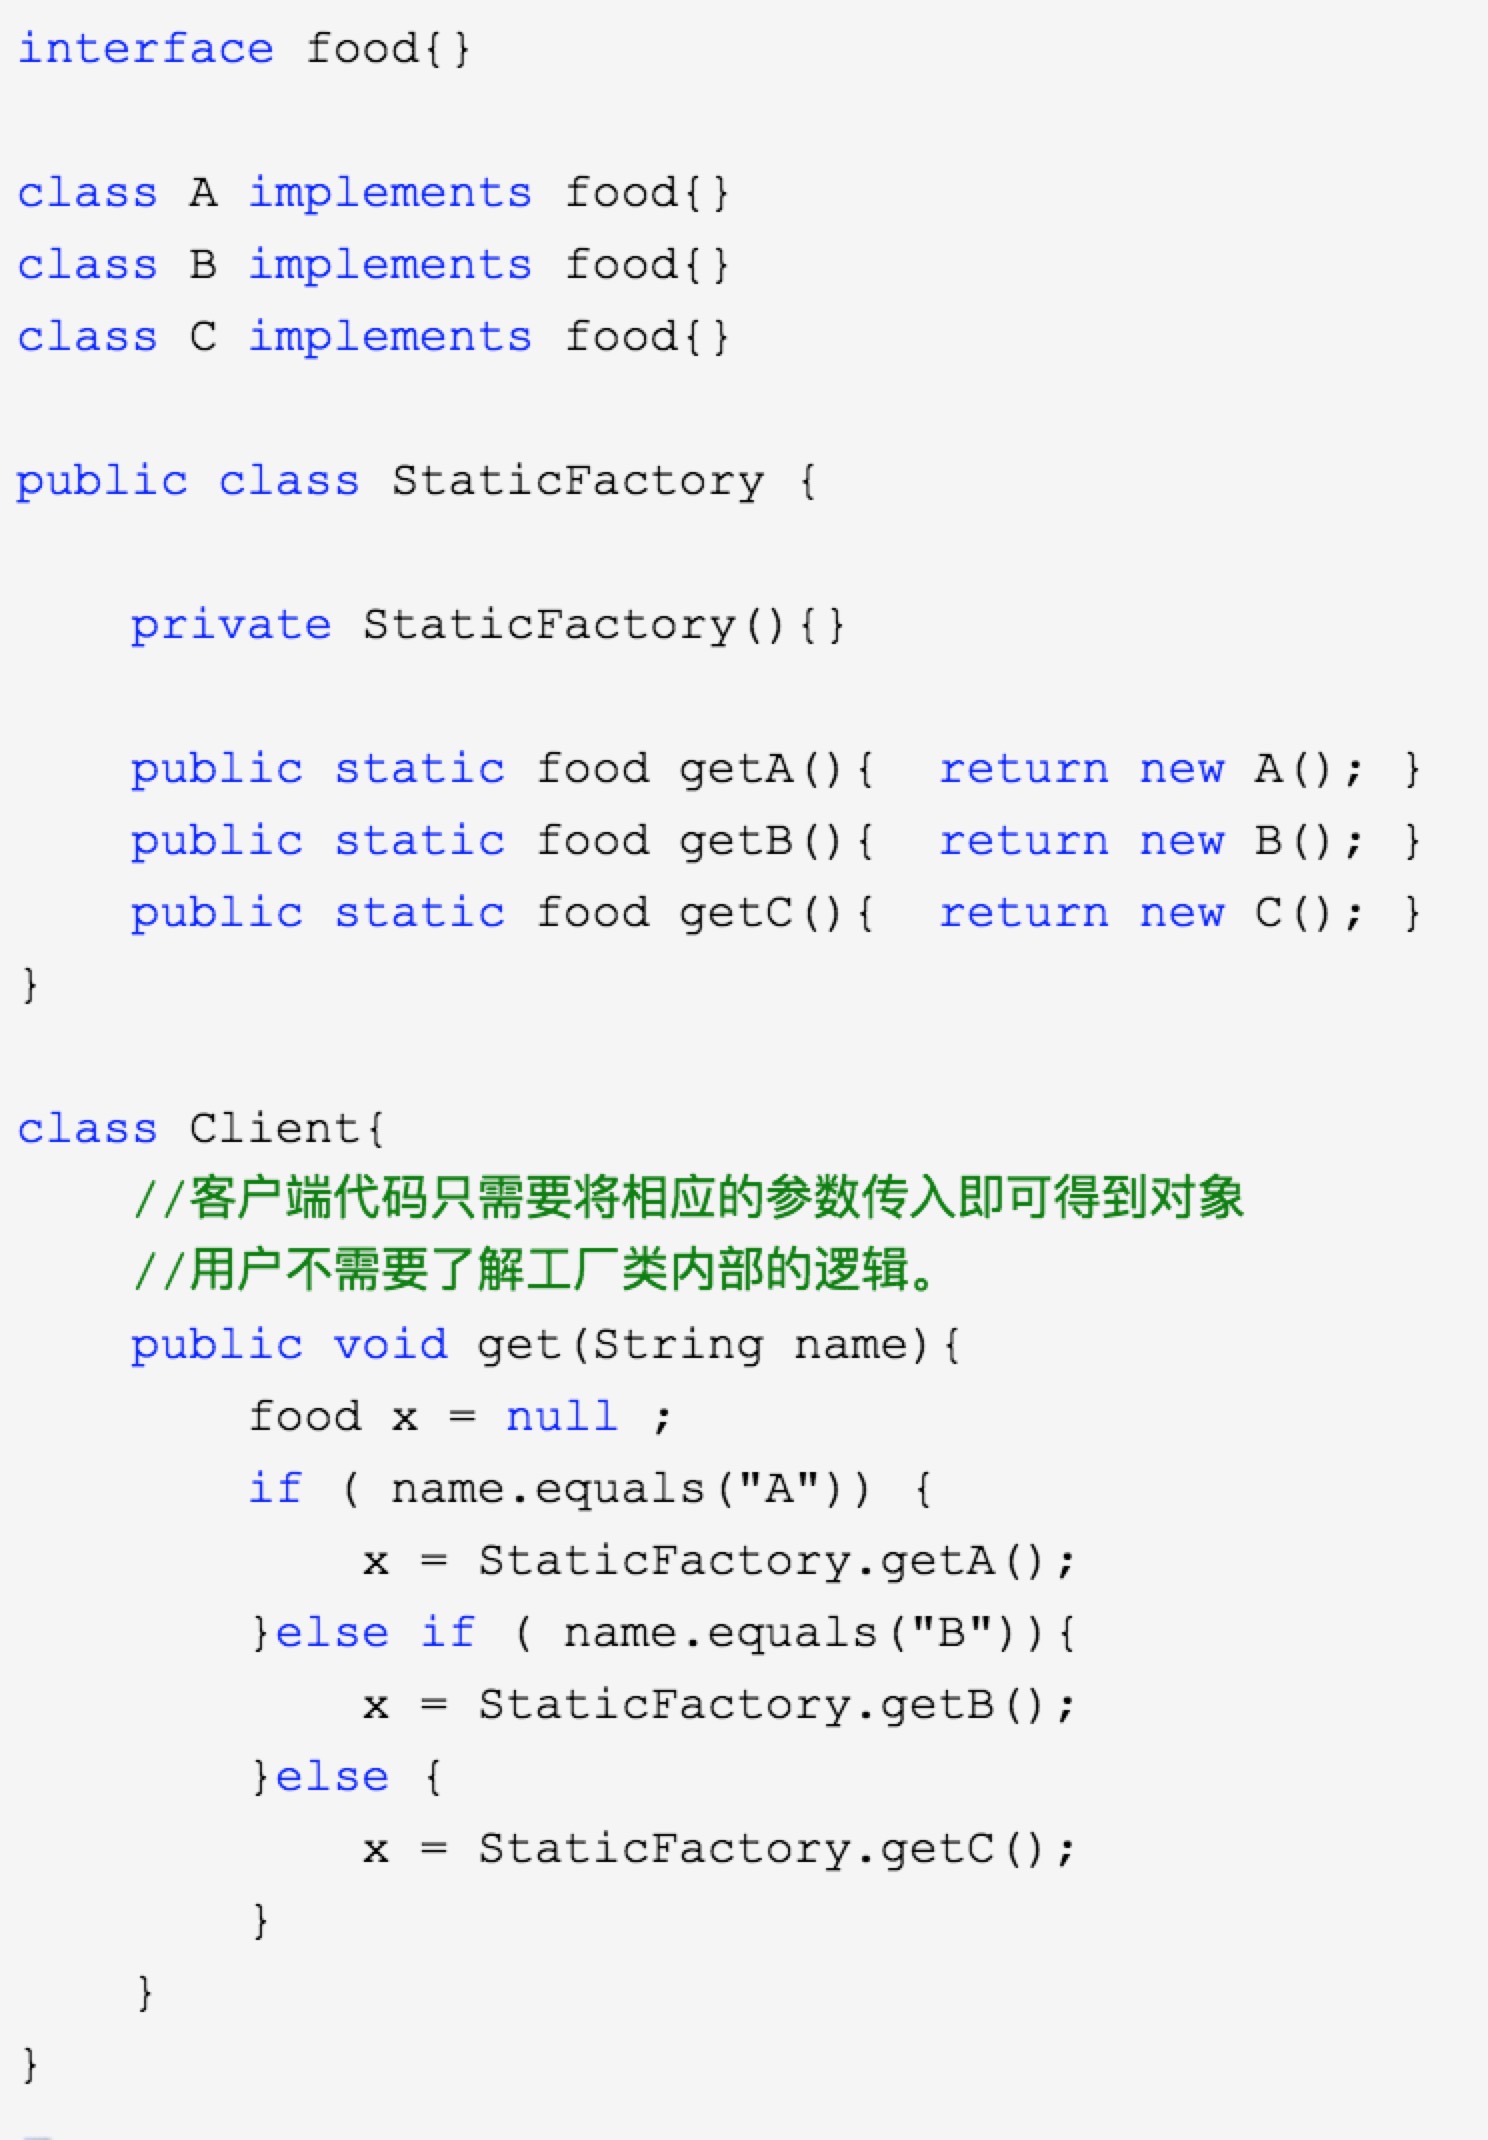 interface food{}
class A implements food{}
class B implements food{}
class C implements food{}
public class StaticFactory {
    private StaticFactory(){}
    public static food getA(){  return new A(); }
    public static food getB(){  return new B(); }
    public static food getC(){  return new C(); }
}
class Client{
    //客户端代码只需要将相应的参数传入即可得到对象
    //用户不需要了解工厂类内部的逻辑。
    public void get(String name){
        food x = null ;
        if ( name.equals("A")) {
            x = StaticFactory.getA();
        }else if ( name.equals("B")){
            x = StaticFactory.getB();
        }else {
            x = StaticFactory.getC();
        }
    }
}